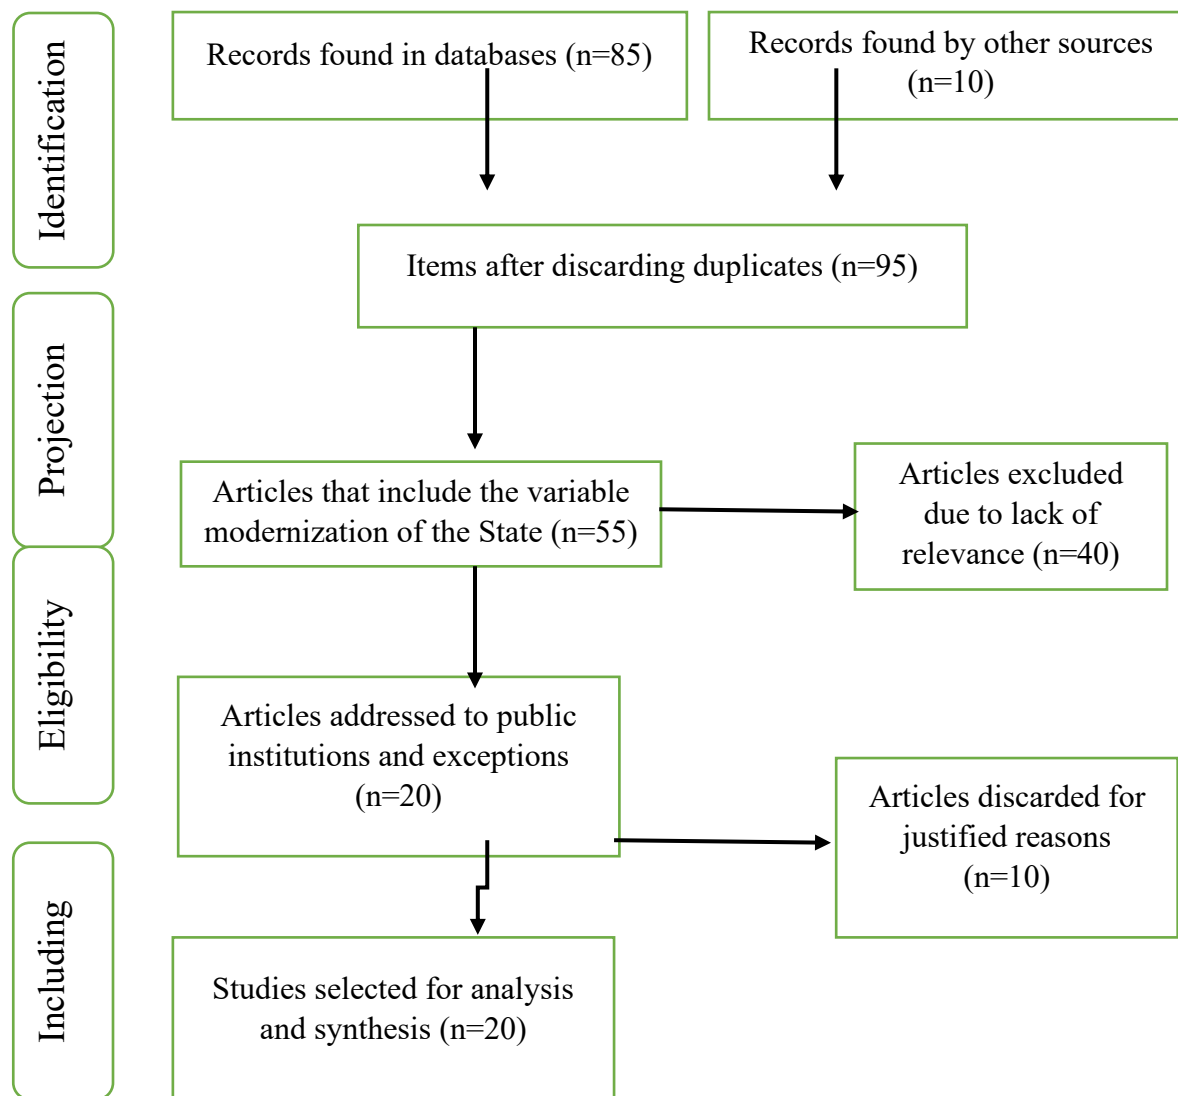 Identification
Records found in databases (n=85)
Records found by other sources
(n=10)
Items after discarding duplicates (n=95)
Projection
Articles that include the variable
modernization of the State (n=55)
Articles excluded
due to lack of
relevance (n=40)
Eligibility
Articles addressed to public
institutions and exceptions
(n=20)
Articles discarded for
justified reasons
(n=10)
Including
Studies selected for analysis
and synthesis (n=20)